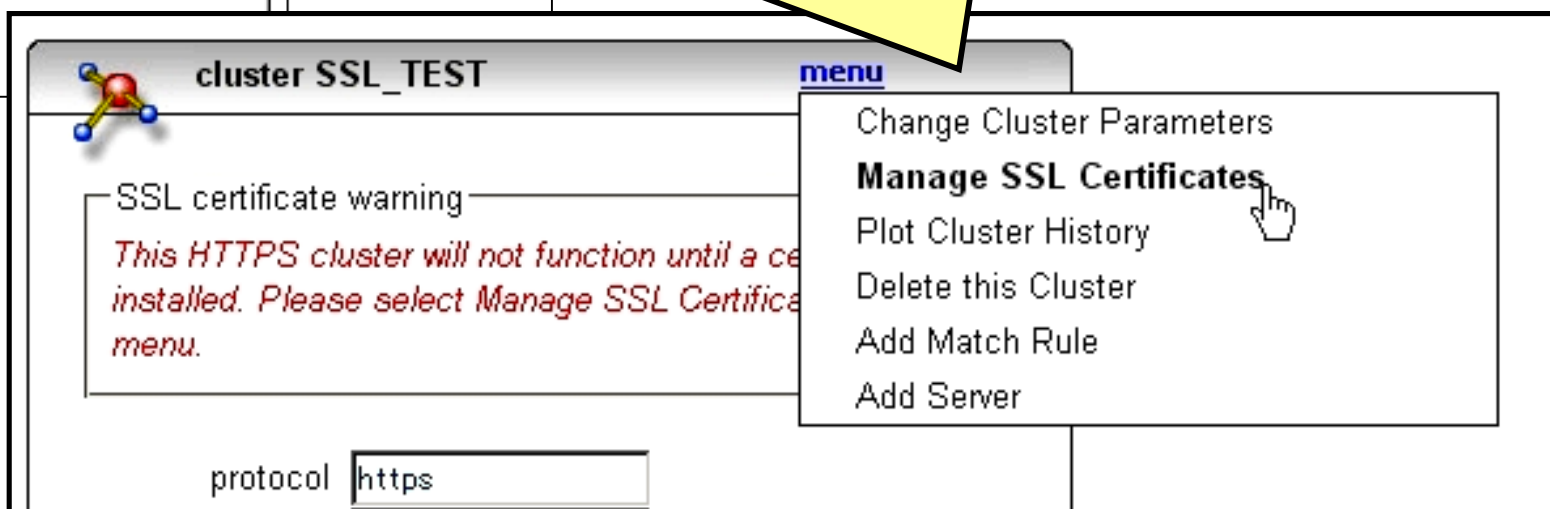 cluster SSL_TEST
menu
Change Cluster Parameters
Manage SSL Certificates
Plot Cluster History
Delete this Cluster
Add Match Rule
Add Server
SSL certificate warning
This HTTPS cluster will not function until a
installed. Please select Manage SSL
menu.
protocol https